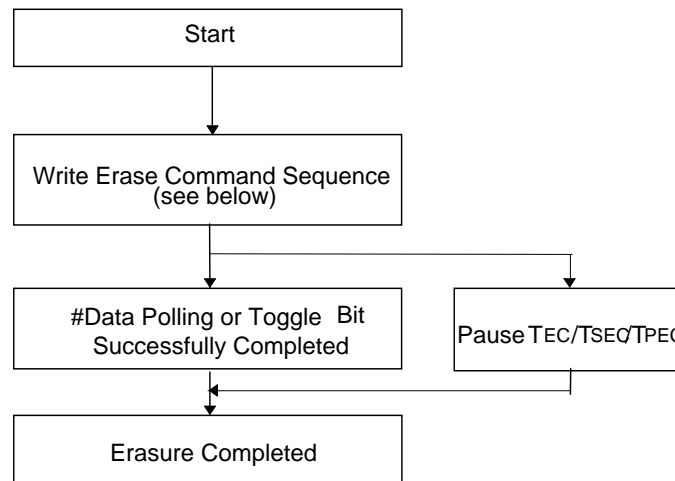 Start
Write Erase Command Sequence
(see below)
#Data Polling or Toggle Bit
Successfully Completed
Pause TEC/TSEC/TPEC
Erasure Completed